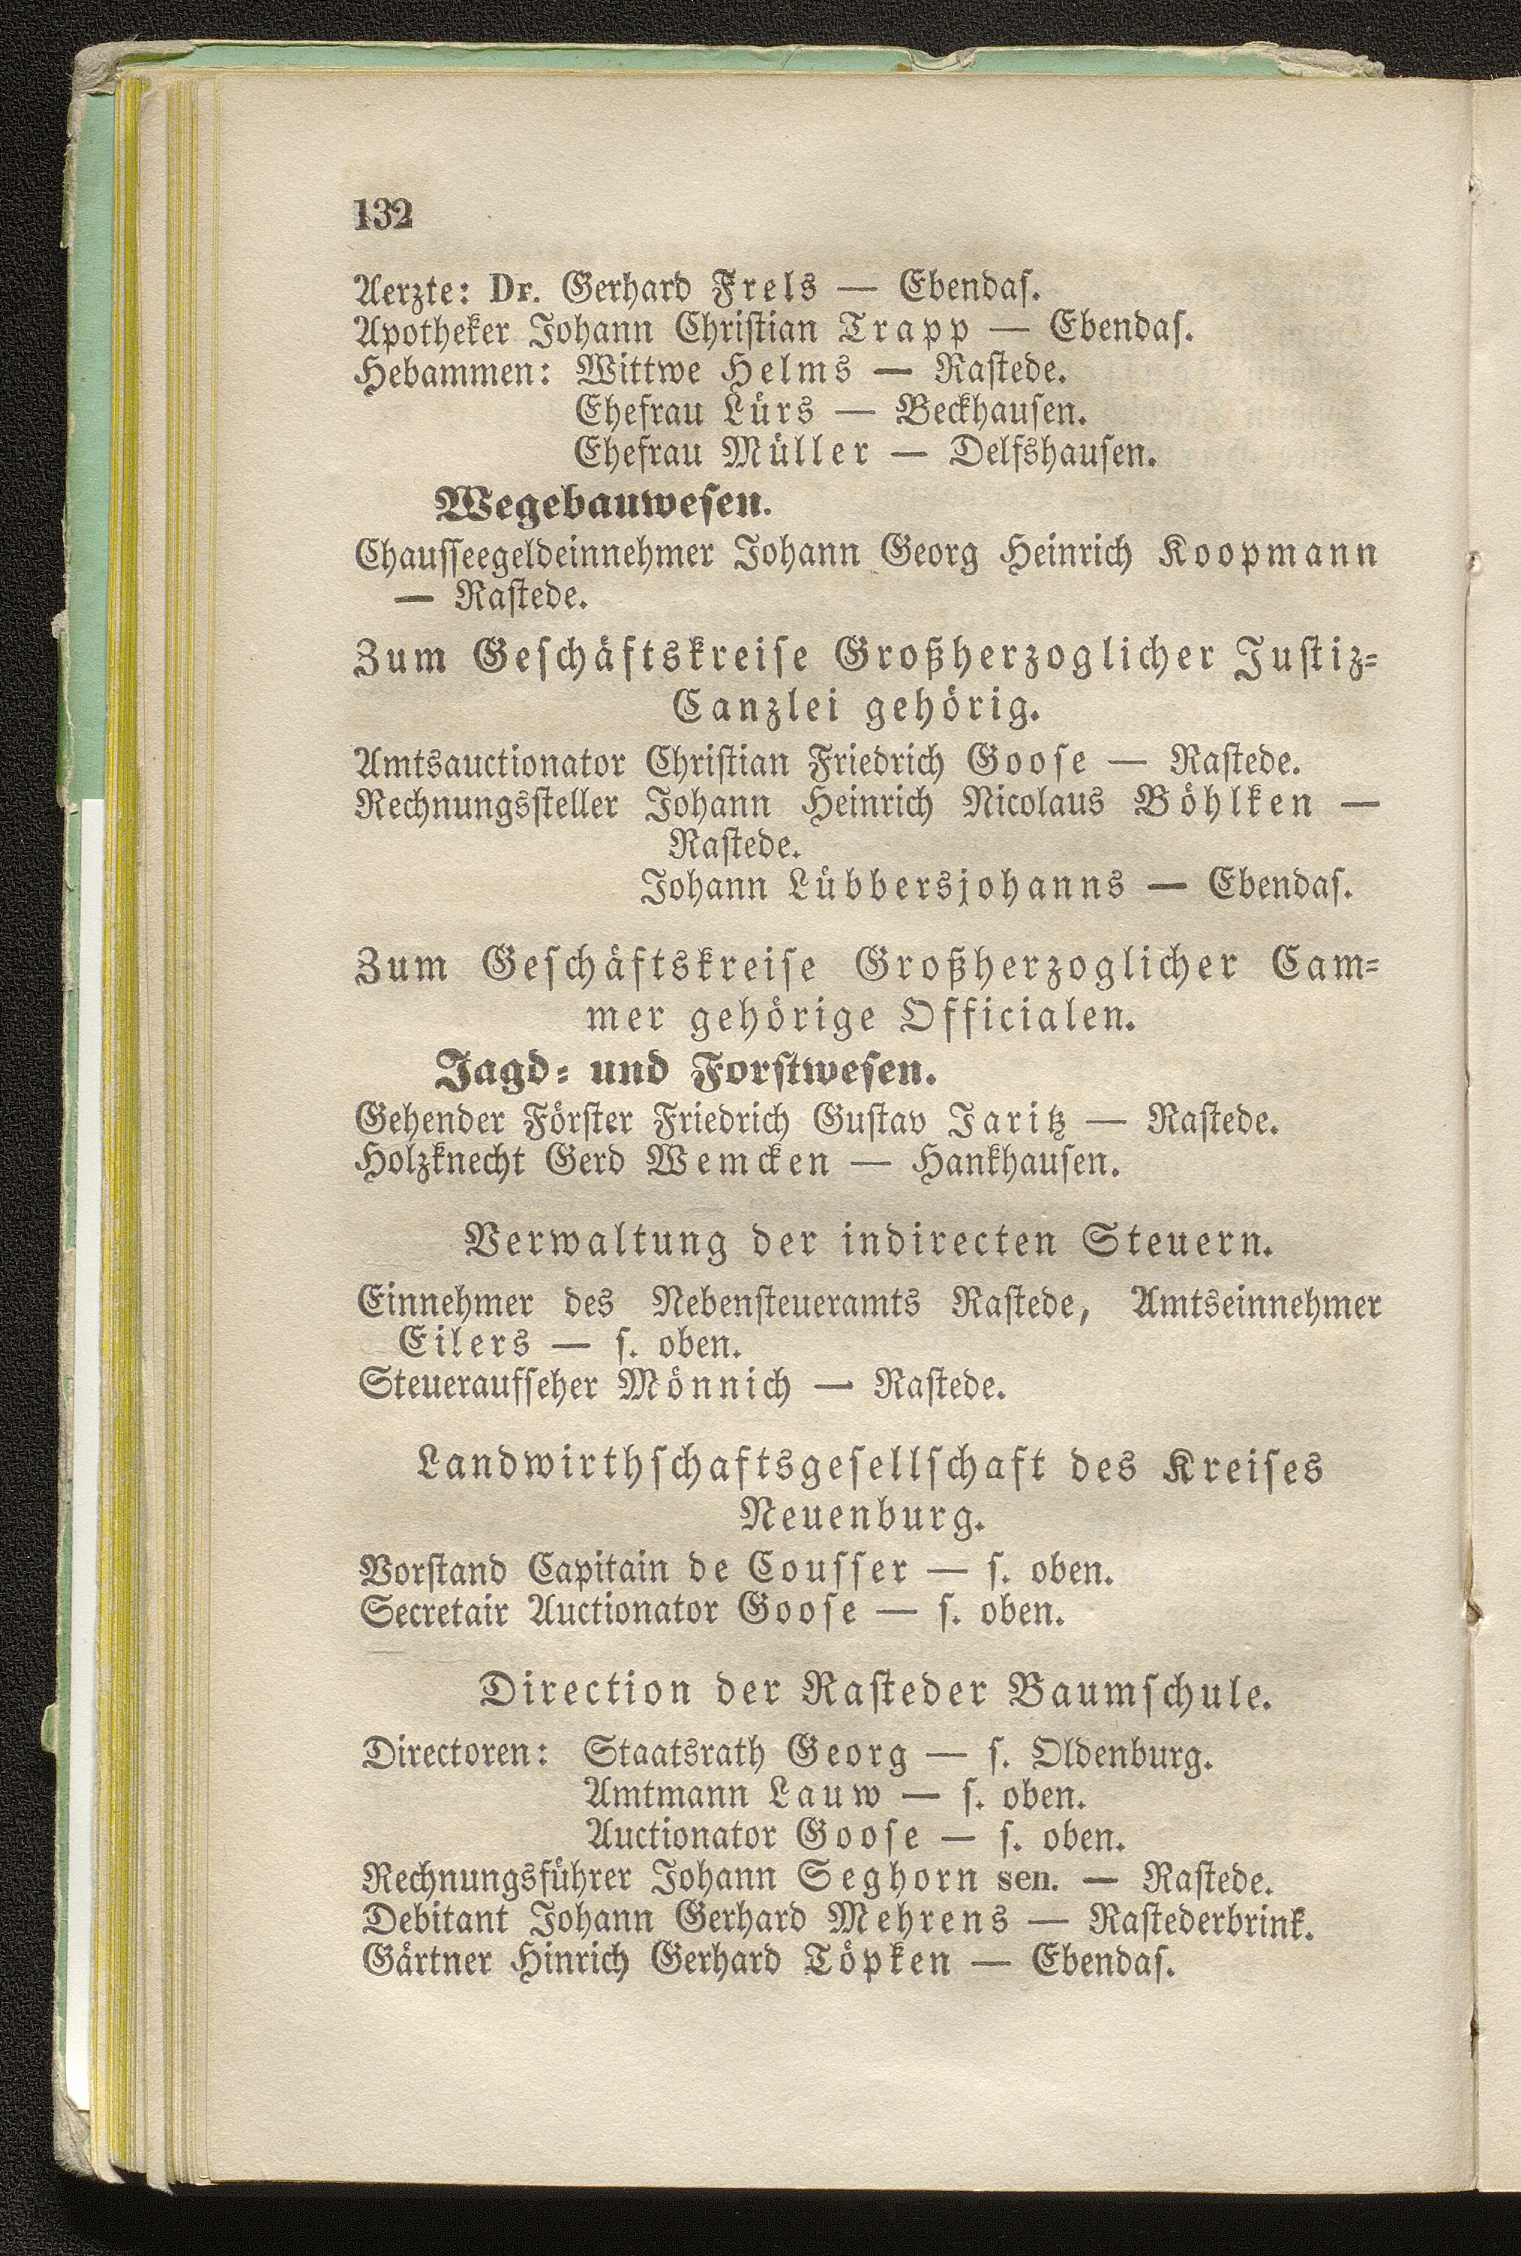 132
Aerzte: Dr. Gerhard Frels — Ebendas.
Apotheker Johann Christian Trapp — Ebendas.
Hebammen: Wittwe Helms — Rastede.
Ehefrau Lürs — Beckhausen.
Ehefrau Müller — Delfshausen.
Wegebauwesen.
Chausseegeldeinnehmer Johann Georg Heinrich Koopmann
— Rastede.
Zum Geschäftskreise Großherzoglicher Justiz-
Canzlei gehörig.
Amtsauctionator Christian Friedrich Goose — Rastede.
Rechnungssteller Johann Heinrich Nicolaus Böhlken —
Rastede.
Johann Lübbersjohanns — Ebendas.
Zum Geschäftskreise Großherzoglicher Cam-
mer gehörige Officialen.
Jagd- und Forstwesen.
Gehender Förster Friedrich Gustav Jaritz — Rastede.
Holzknecht Gerd Wemcken — Hankhausen.
Verwaltung der indirecten Steuern.
Einnehmer des Nebensteueramts Rastede, Amtseinnehmer
Eilers — s. oben.
Steueraufseher Mönnich — Rastede.
Landwirthschaftsgesellschaft des Kreises
Neuenburg.
Vorstand Capitain de Cousser — s. oben.
Secretair Auctionator Goose — s. oben.
Direction der Rasteder Baumschule.
Directoren: Staatsrath Georg — s. Oldenburg.
Amtmann Lauw — s. oben.
Auctionator Goose — s. oben.
Rechnungsführer Johann Seghorn sen. — Rastede.
Debitant Johann Gerhard Mehrens — Rastederbrink.
Gärtner Hinrich Gerhard Töpken — Ebendas.